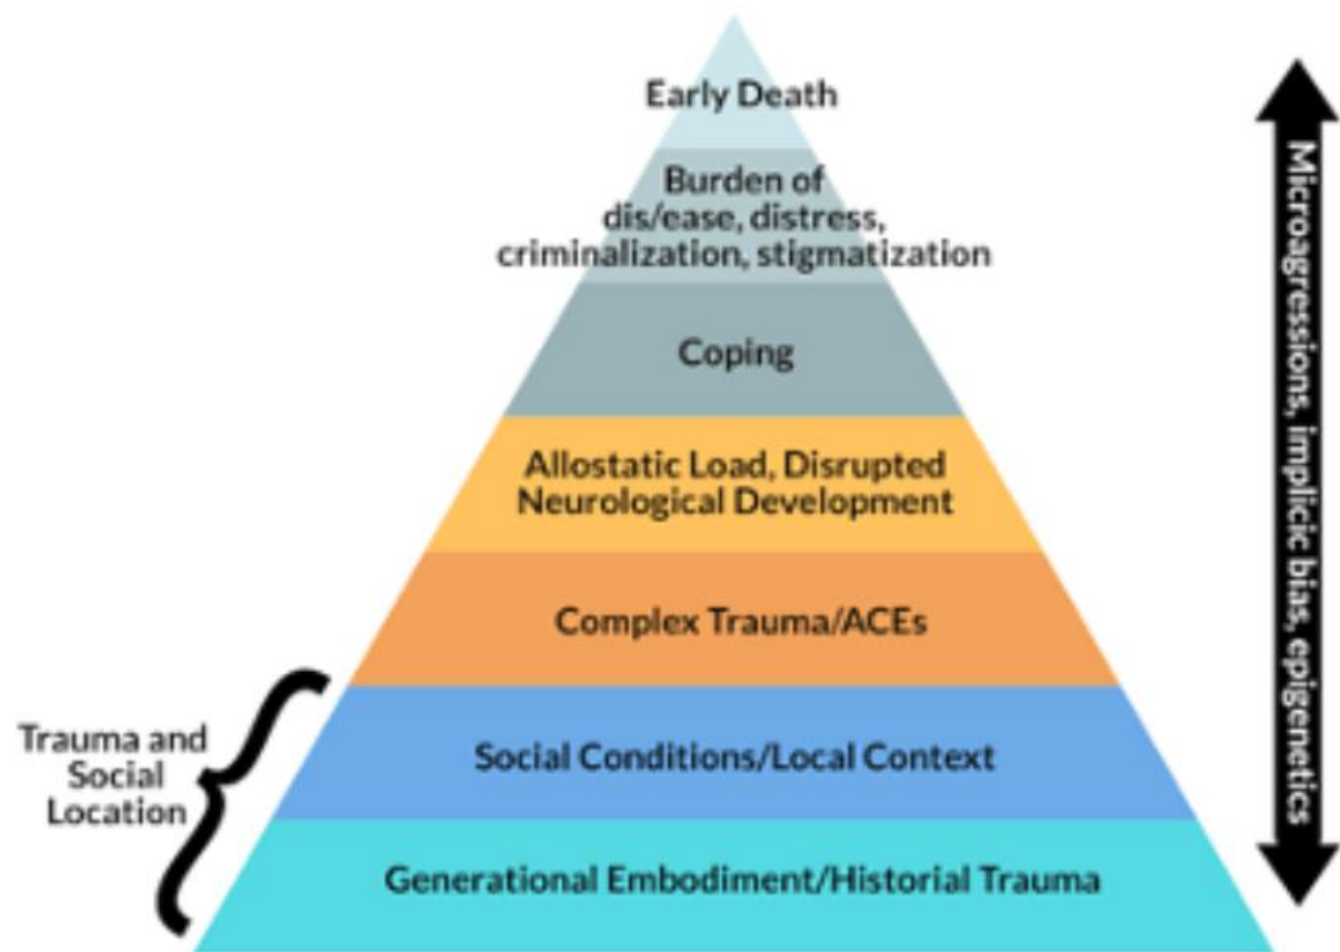 Early Death
Burden of
dis/ease, distress,
criminalization, stigmatization
Coping
Allostatic Load, Disrupted
Neurological Development
Complex Trauma/ACEs
Trauma and
Social
Location
Social Conditions/Local Context
Generational Embodiment/Historial Trauma
Microagressions, implicic bias, epigenetics